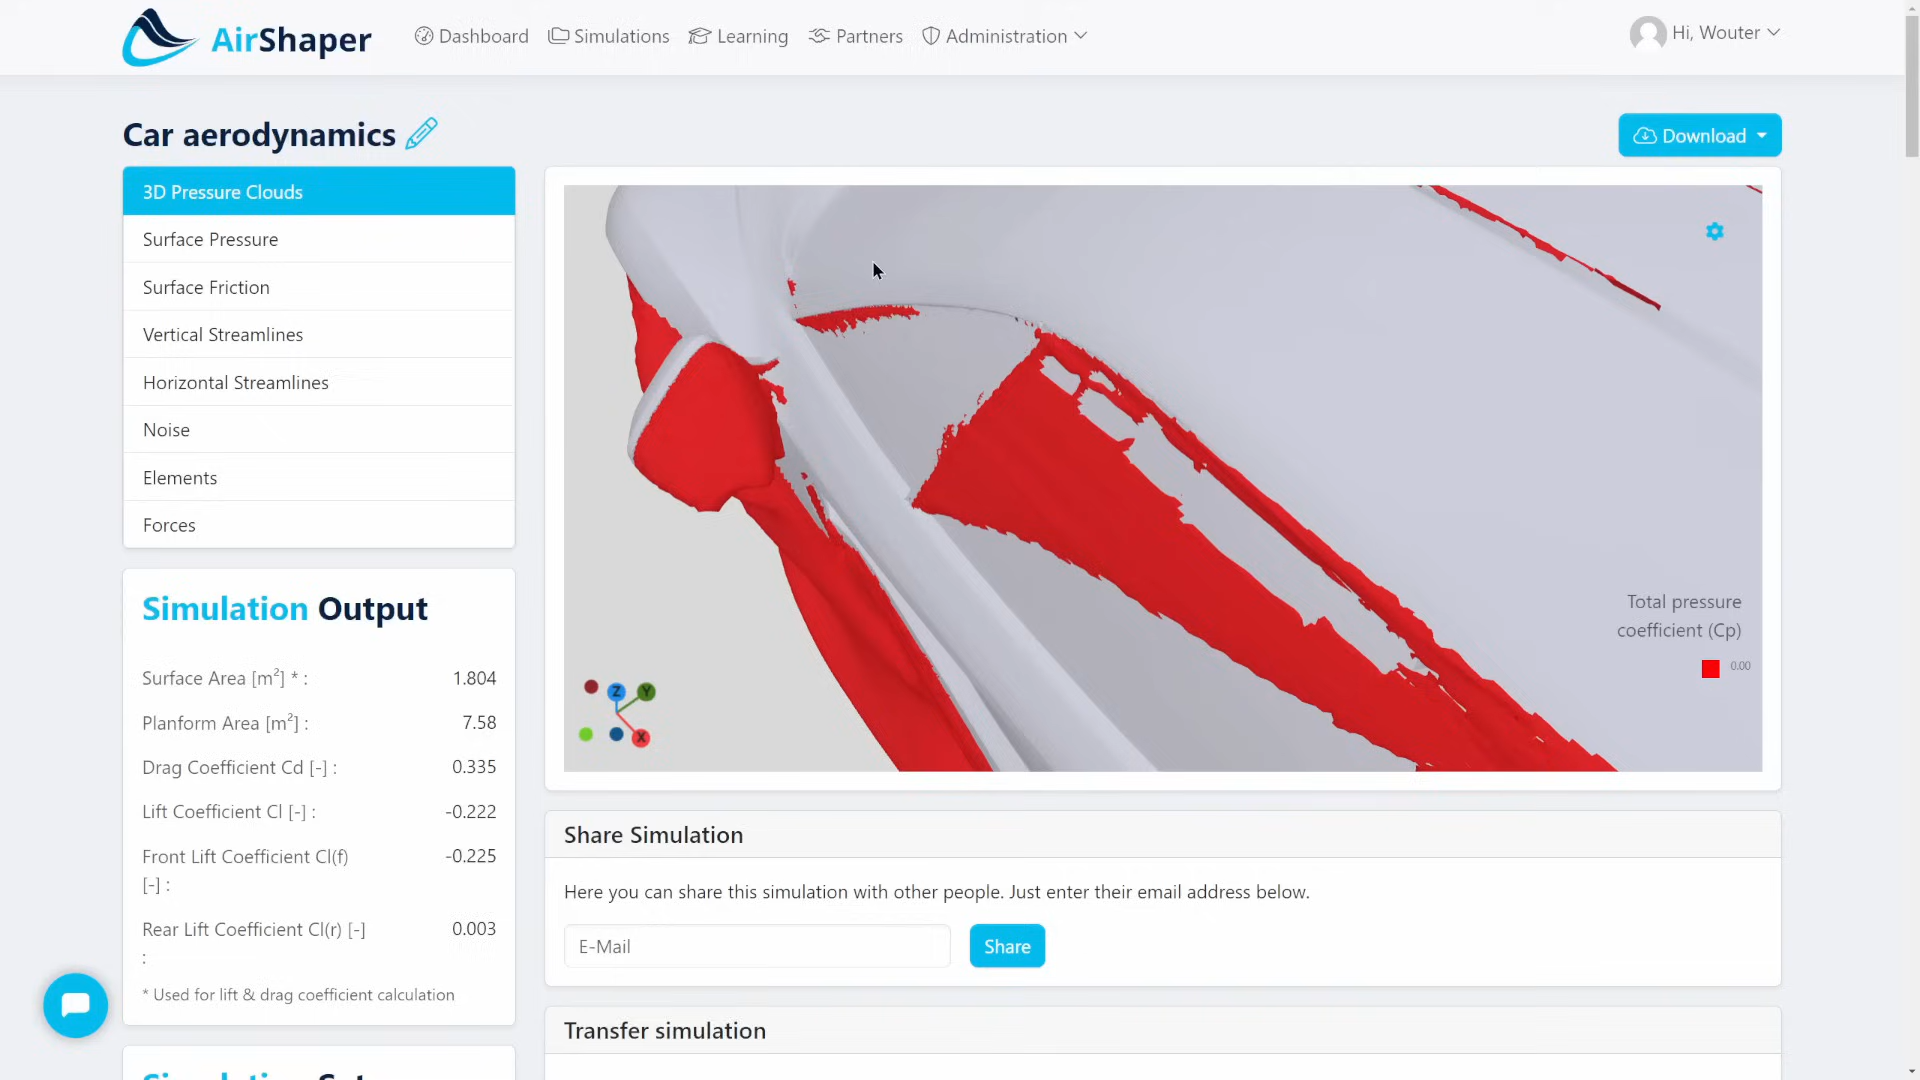 AirShaper
Dashboard
Simulations
Learning
Partners
Administration
Hi, Wouter
Car aerodynamics
Download
3D Pressure Clouds
Surface Pressure
Surface Friction
Vertical Streamlines
Horizontal Streamlines
Noise
Elements
Forces
Total pressure
coefficient (Cp)
0.00
Z
Y
X
Simulation Output
Surface Area [m²] * : 1.804
Planform Area [m²] : 7.58
Drag Coefficient Cd [-] : 0.335
Lift Coefficient Cl [-] : -0.222
Front Lift Coefficient Cl(f) -0.225
[-] :
Rear Lift Coefficient Cl(r) [-] 0.003
:
* Used for lift & drag coefficient calculation
Share Simulation
Here you can share this simulation with other people. Just enter their email address below.
E-Mail
Share
Transfer simulation